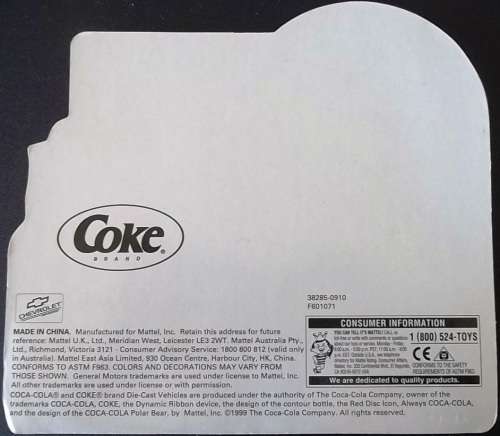 Coke®
BRAND
CHEVROLET
38285-0910
F601071
CONSUMER INFORMATION
YOU CAN TELL IT'S MATTEL!
1 (800) 524-TOYS
We are dedicated to quality products.
MADE IN CHINA. Manufactured for Mattel, Inc. Retain this address for future
reference: Mattel U.K., Ltd., Meridian West, Leicester LE3 2WT. Mattel Australia Pty.,
Ltd., Richmond, Victoria 3121 - Consumer Advisory Service: 1800 800 812 (valid only
in Australia). Mattel East Asia Limited, 930 Ocean Centre, Harbour City, HK, China.
CONFORMS TO ASTM F963. COLORS AND DECORATIONS MAY VARY FROM
THOSE SHOWN. General Motors trademarks are used under license to Mattel, Inc.
All other trademarks are used under license or with permission.
COCA-COLA® and COKE® brand Die-Cast Vehicles are produced under the authority of The Coca-Cola Company, owner of the
trademarks COCA-COLA, COKE, the Dynamic Ribbon device, the design of the contour bottle, the Red Disc Icon, Always COCA-COLA,
and the design of the COCA-COLA Polar Bear, by Mattel, Inc. ©1999 The Coca-Cola Company. All rights reserved.